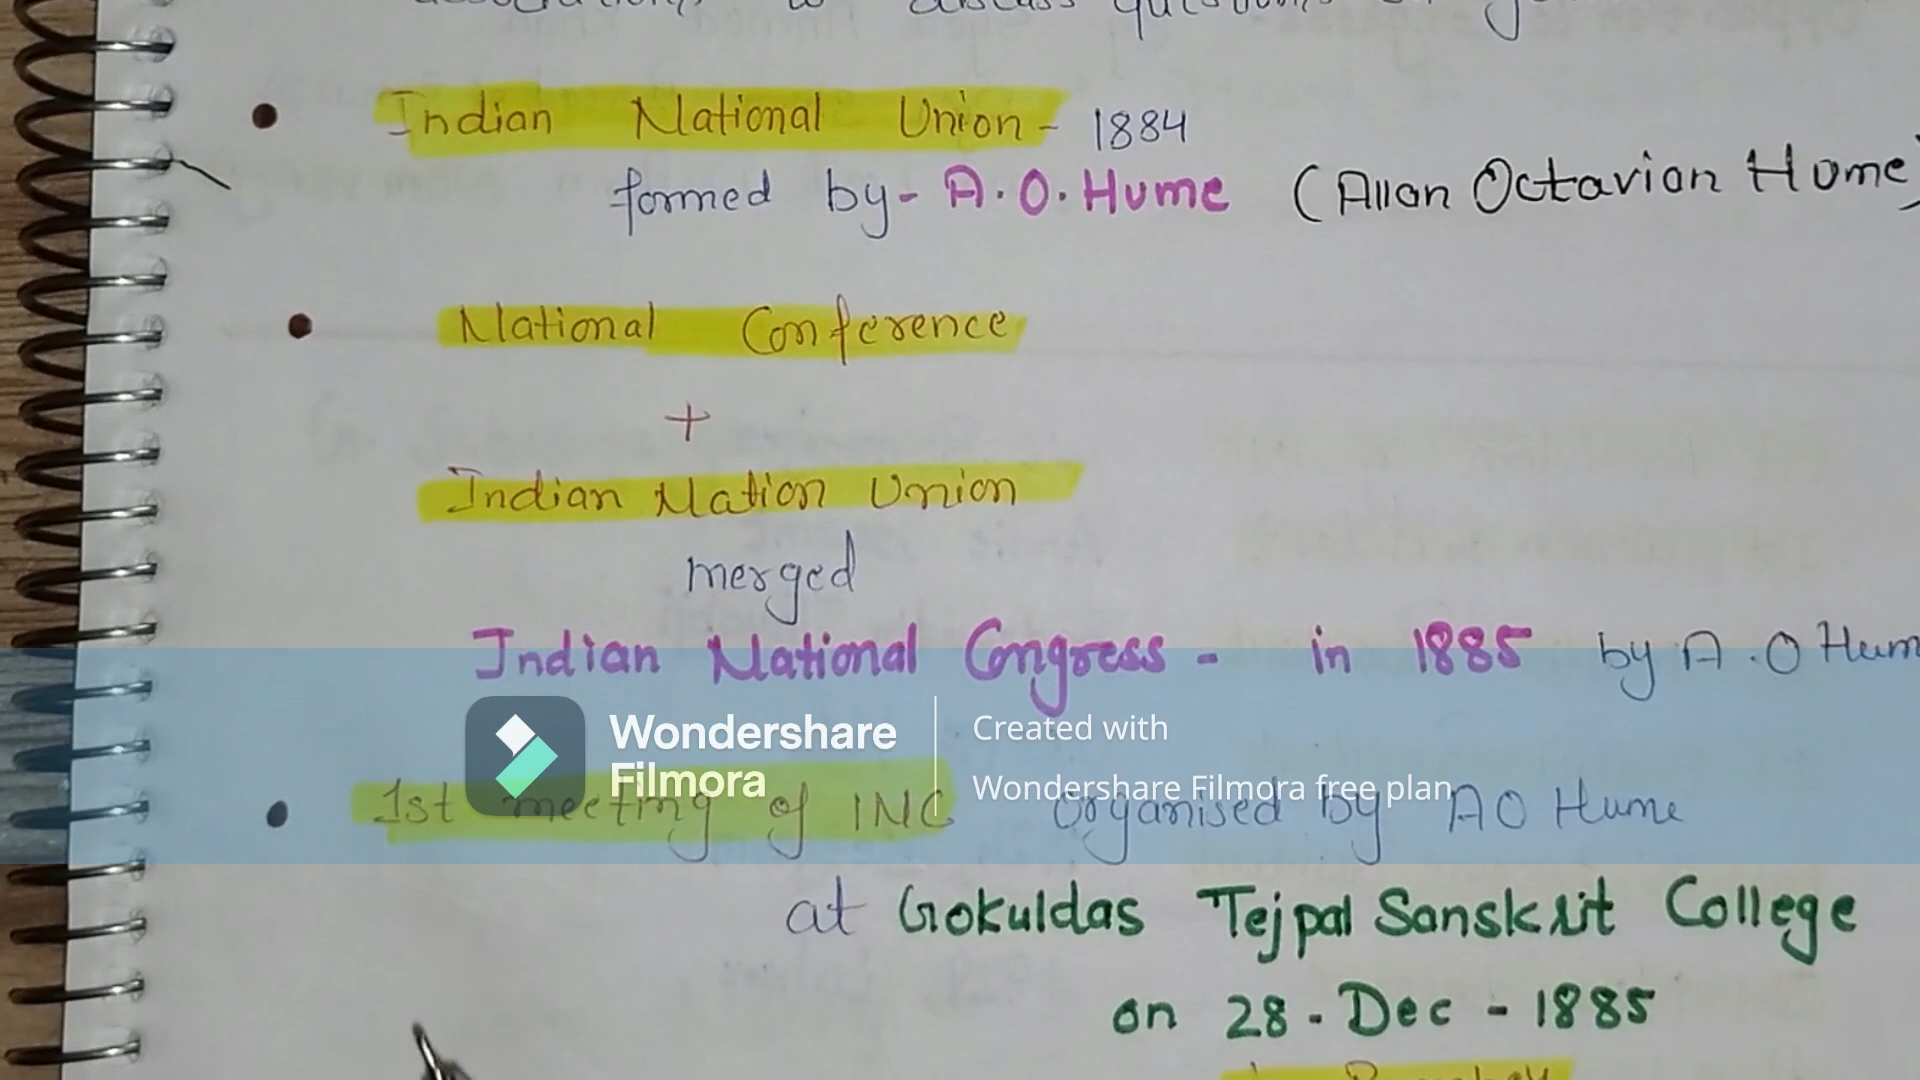 discuss questions
Indian National Union - 1884
formed by - A.O.Hume (Allan Octavian Hume)
National Conference
+
Indian Nation Union
merged
Indian National Congress - in 1885 by A.O Hum
Wondershare Filmora
Created with
Wondershare Filmora free plan
1st meeting of INC organised by AO Hume
at Gokuldas Tejpal Sanskrit College
on 28 - Dec - 1885